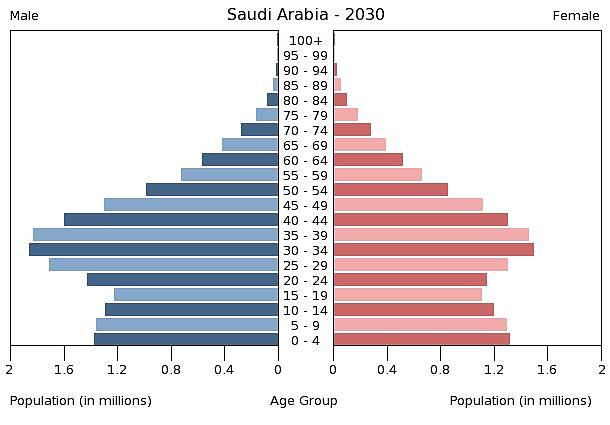 Male Saudi Arabia - 2030 Female
100+
95 - 99
90 - 94
85 - 89
80 - 84
75 - 79
70 - 74
65 - 69
60 - 64
55 - 59
50 - 54
45 - 49
40 - 44
35 - 39
30 - 34
25 - 29
20 - 24
15 - 19
10 - 14
5 - 9
0 - 4
2 1.6 1.2 0.8 0.4 0 0 0.4 0.8 1.2 1.6 2
Population (in millions) Age Group Population (in millions)